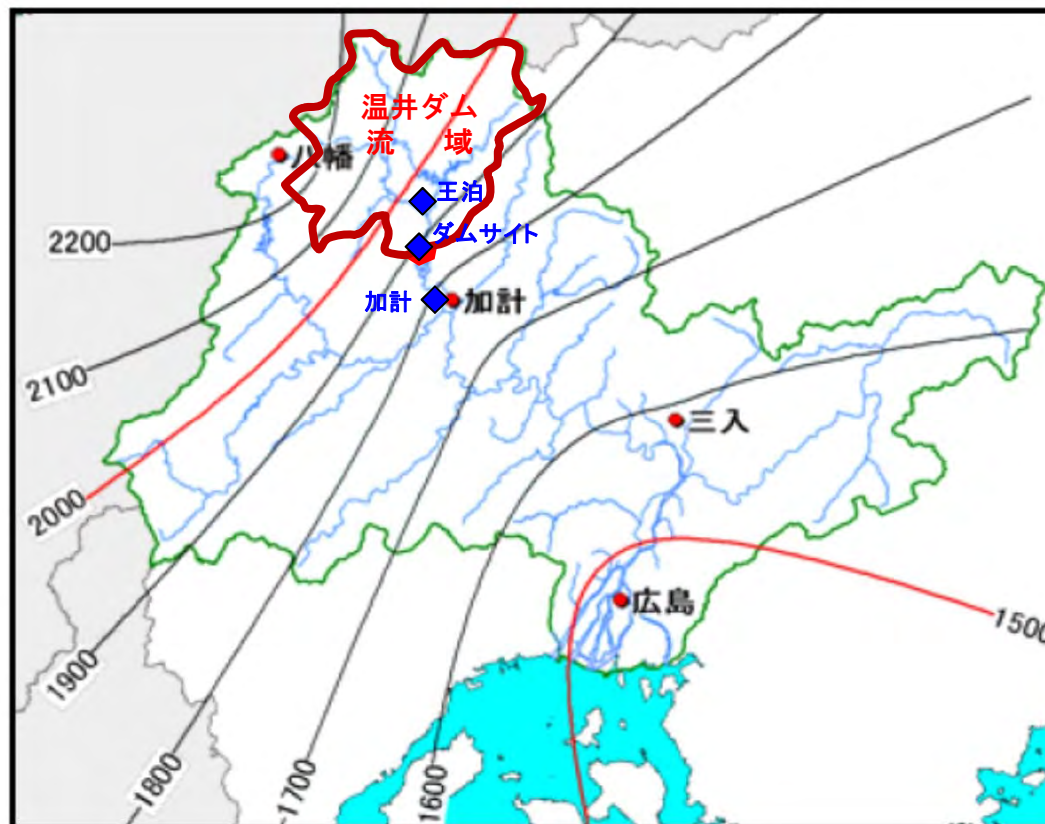 温井ダム
流 域
八幡
王泊
ダムサイト
2200
加計
加計
2100
三入
2000
広島
1500
1900
1800
1700
1600